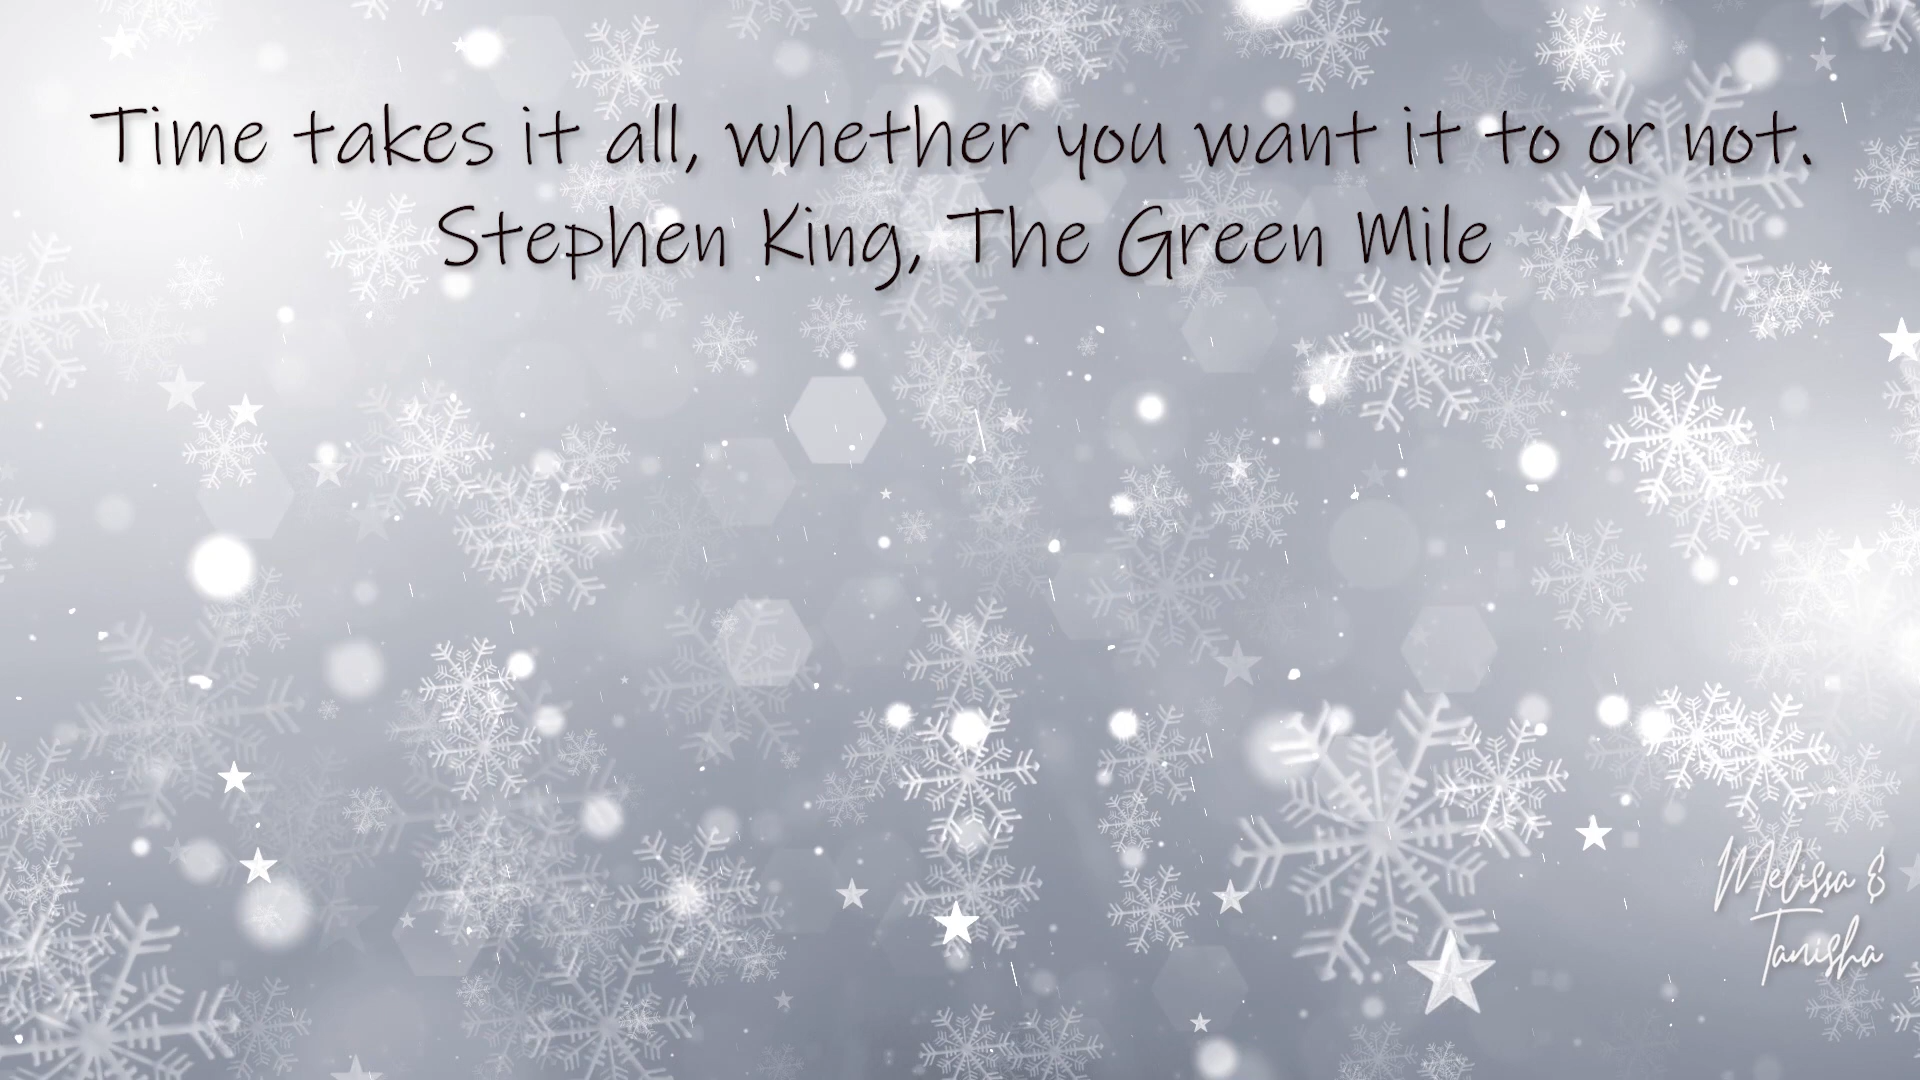 Time takes it all, whether you want it to or not.
Stephen King, The Green Mile
Melissa &
Tanisha